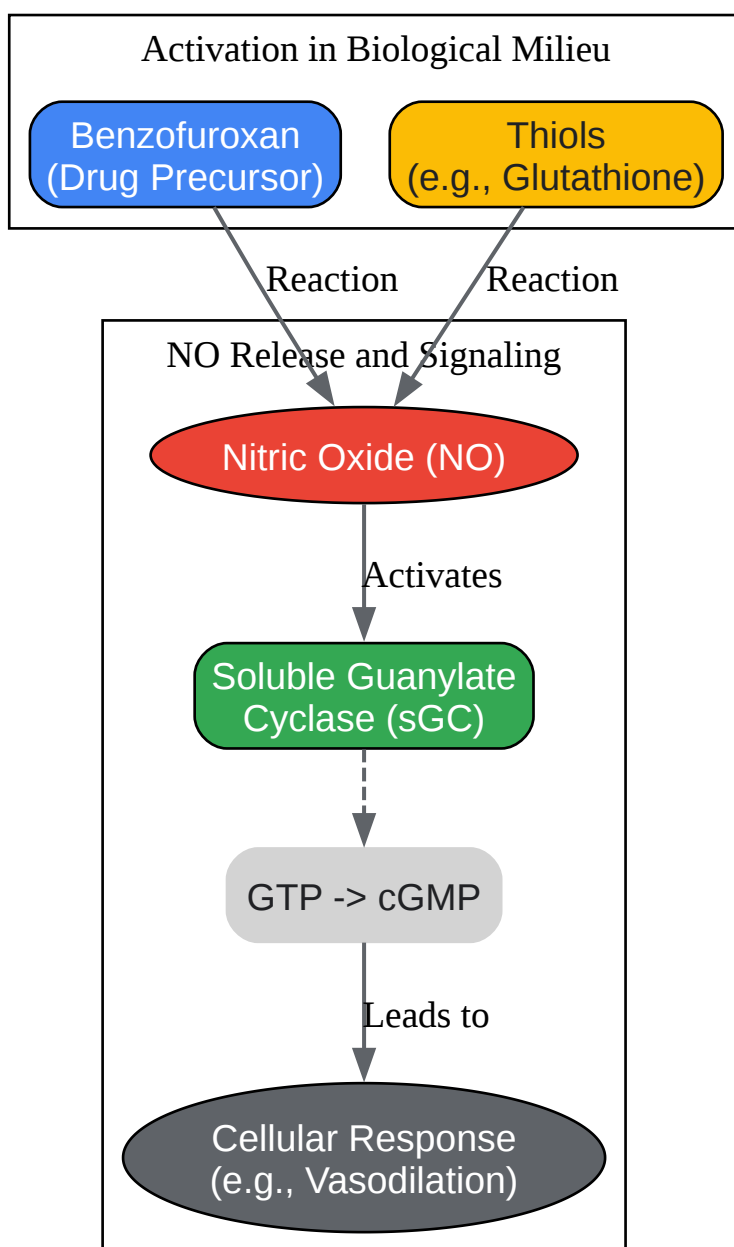 Activation in Biological Milieu
Benzofuroxan
(Drug Precursor)
Thiols
(e.g., Glutathione)
Reaction
Reaction
NO Release and Signaling
Nitric Oxide (NO)
Activates
Soluble Guanylate
Cyclase (sGC)
GTP -> cGMP
Leads to
Cellular Response
(e.g., Vasodilation)